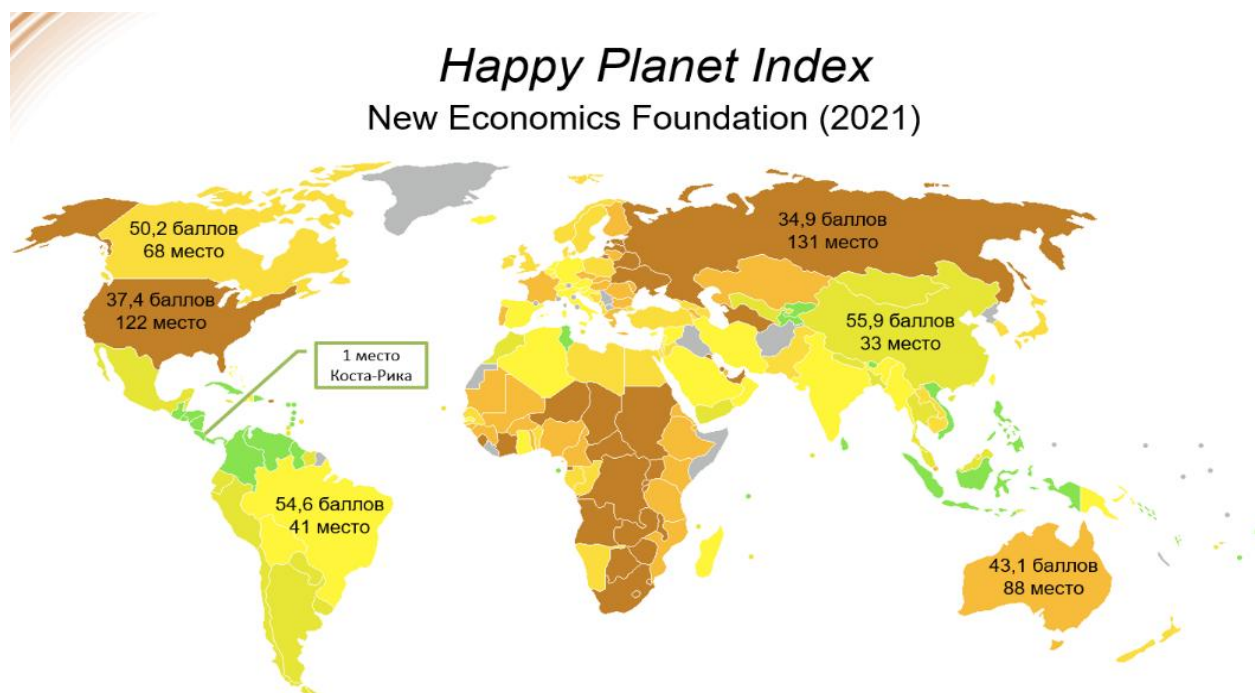 Happy Planet Index
New Economics Foundation (2021)
50,2 баллов
68 место
34,9 баллов
131 место
37,4 баллов
122 место
55,9 баллов
33 место
1 место
Коста-Рика
54,6 баллов
41 место
43,1 баллов
88 место